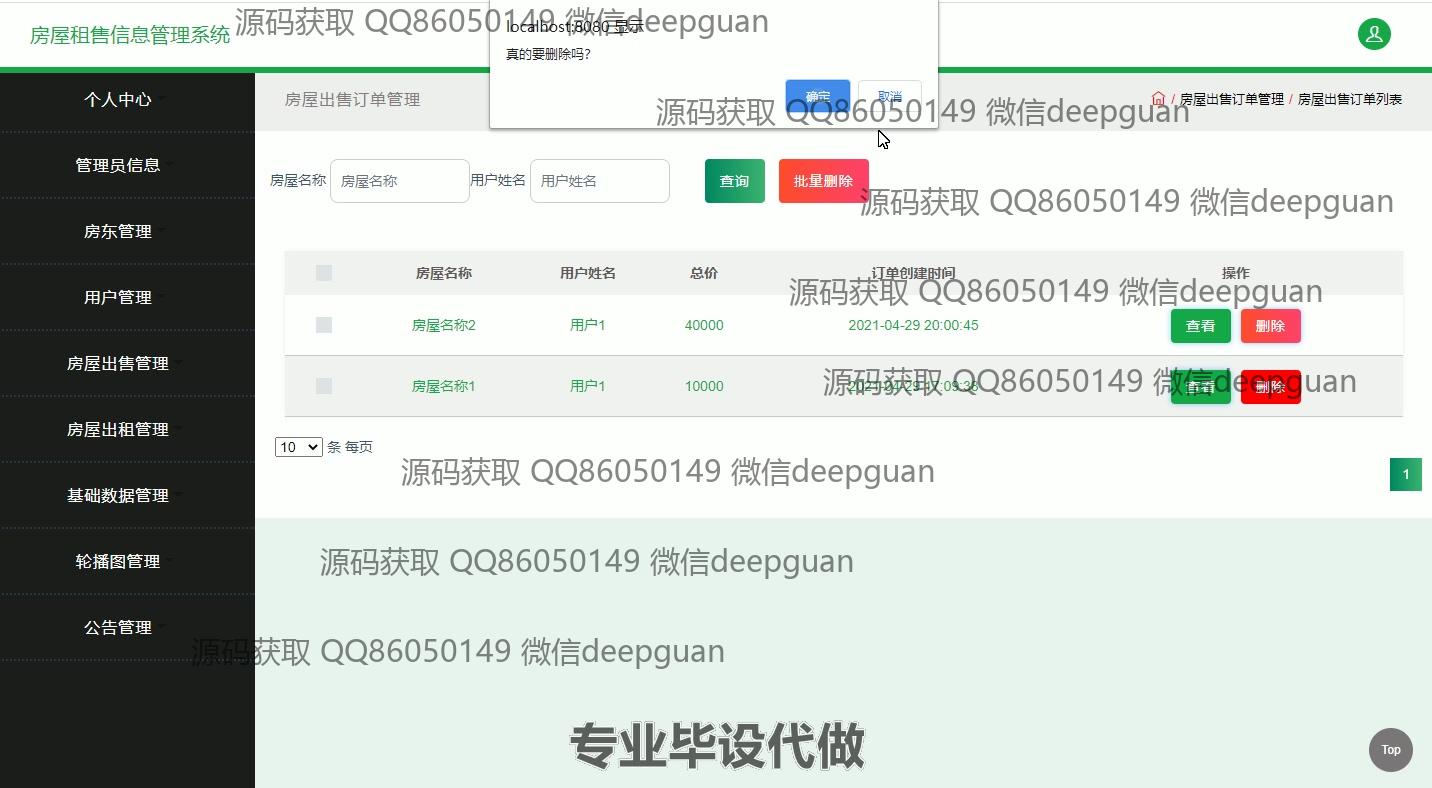 源码获取 QQ86050149 微信deepguan
localhost:8080 显示
房屋租售信息管理系统
真的要删除吗？
确定 取消
源码获取 QQ86050149 微信deepguan
个人中心
房屋出售订单管理
/ 房屋出售订单管理 / 房屋出售订单列表
管理员信息
房屋名称 房屋名称 用户姓名 用户姓名 查询 批量删除
源码获取 QQ86050149 微信deepguan
房东管理
房屋名称 用户姓名 总价 订单创建时间 操作
源码获取 QQ86050149 微信deepguan
用户管理
房屋名称2 用户1 40000 2021-04-29 20:00:45 查看 删除
房屋出售管理
房屋名称1 用户1 10000 2021-04-29 17:09:38 查看 删除
源码获取 QQ86050149 微信deepguan
房屋出租管理
10 条 每页
源码获取 QQ86050149 微信deepguan
1
基础数据管理
轮播图管理
源码获取 QQ86050149 微信deepguan
公告管理
源码获取 QQ86050149 微信deepguan
专业毕设代做
Top